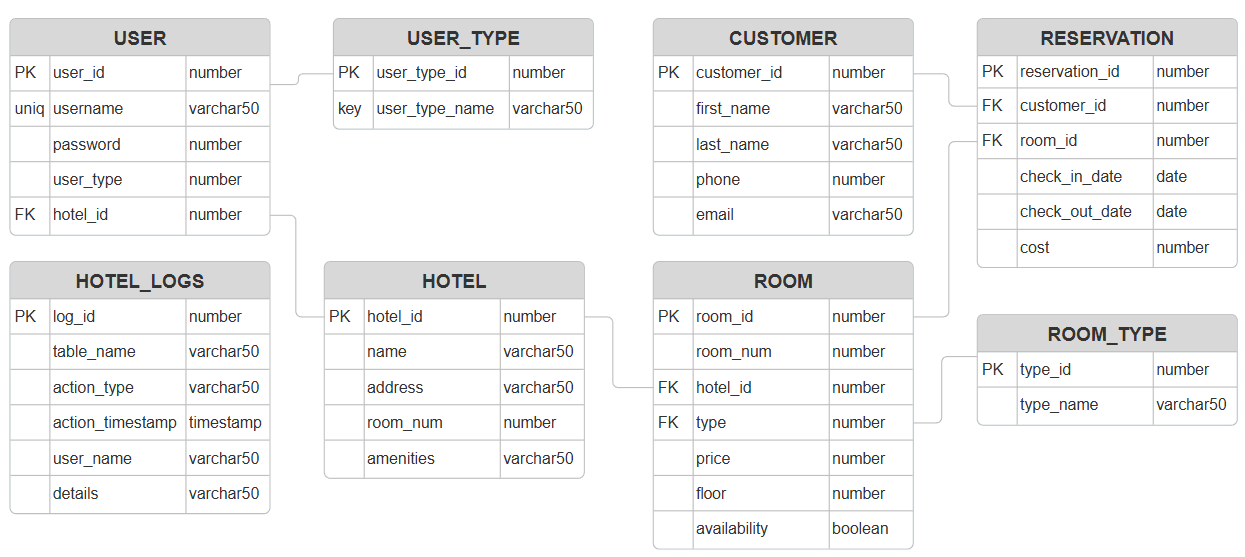 USER
PK user_id number
uniq username varchar50
password number
user_type number
FK hotel_id number
USER_TYPE
PK user_type_id number
key user_type_name varchar50
CUSTOMER
PK customer_id number
first_name varchar50
last_name varchar50
phone number
email varchar50
RESERVATION
PK reservation_id number
FK customer_id number
FK room_id number
check_in_date date
check_out_date date
cost number
HOTEL_LOGS
PK log_id number
table_name varchar50
action_type varchar50
action_timestamp timestamp
user_name varchar50
details varchar50
HOTEL
PK hotel_id number
name varchar50
address varchar50
room_num number
amenities varchar50
ROOM
PK room_id number
room_num number
FK hotel_id number
FK type number
price number
floor number
availability boolean
ROOM_TYPE
PK type_id number
type_name varchar50